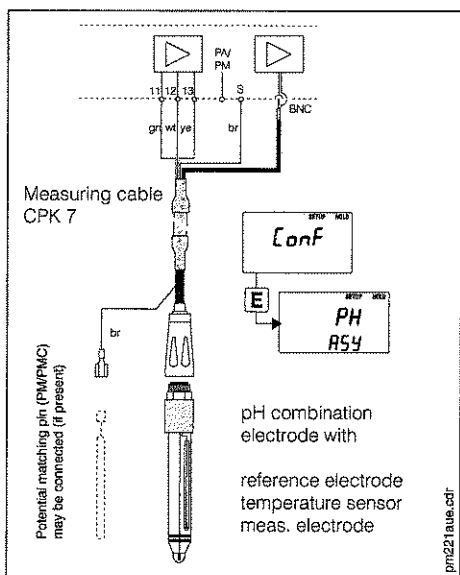 PA/
PM
11 12 13
S
BNC
gn wt ye
br
Measuring cable
CPK 7
SETUP HOLD
ConF
E
SETUP HOLD
PH
ASY
br
Potential matching pin (PM/PMC)
may be connected (if present)
pH combination
electrode with
reference electrode
temperature sensor
meas. electrode
pm221aue.cdr